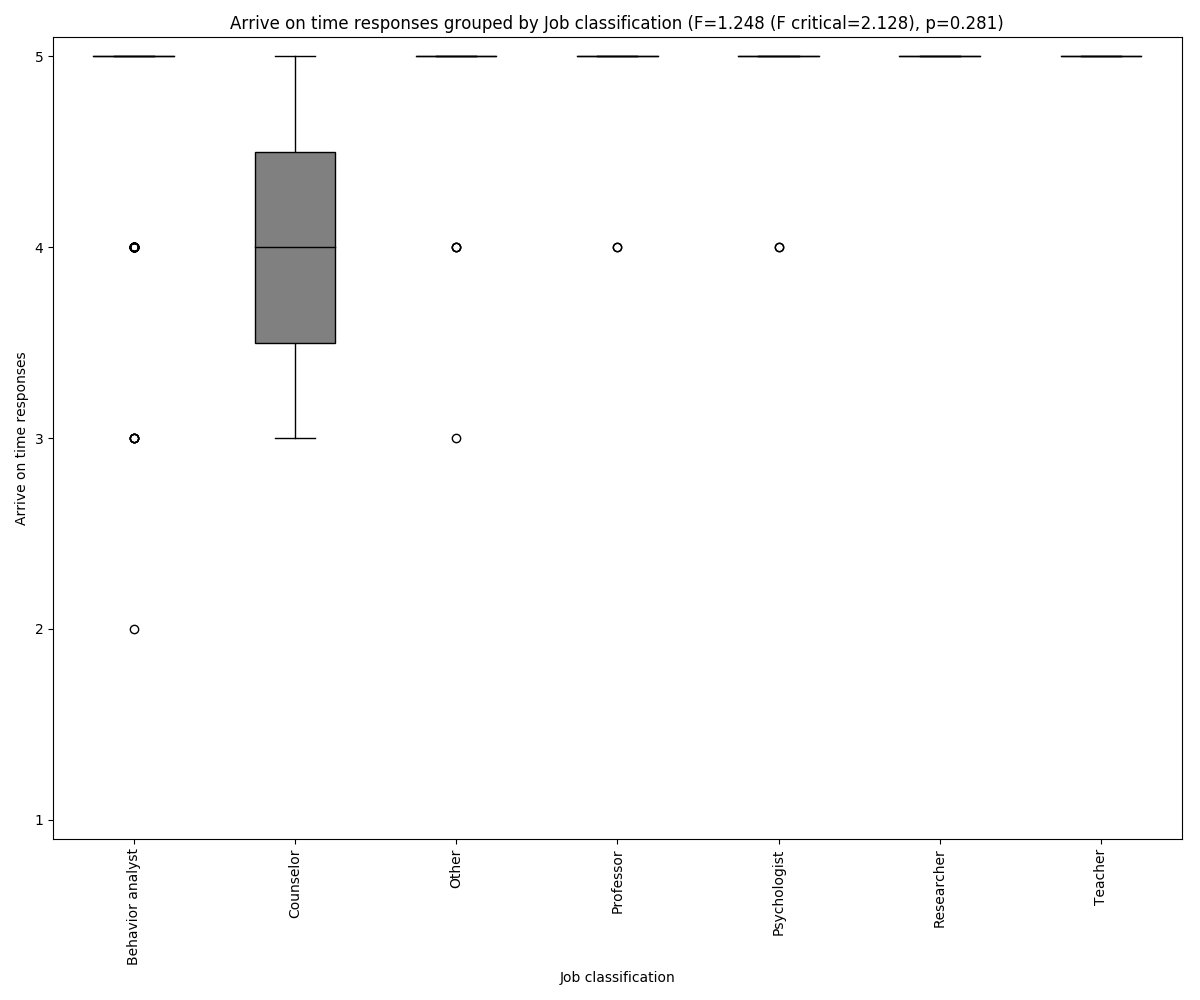 Arrive on time responses grouped by Job classification (F=1.248 (F critical=2.128), p=0.281)
5
4
3
2
1
Arrive on time responses
Behavior analyst
Counselor
Other
Professor
Psychologist
Researcher
Teacher
Job classification